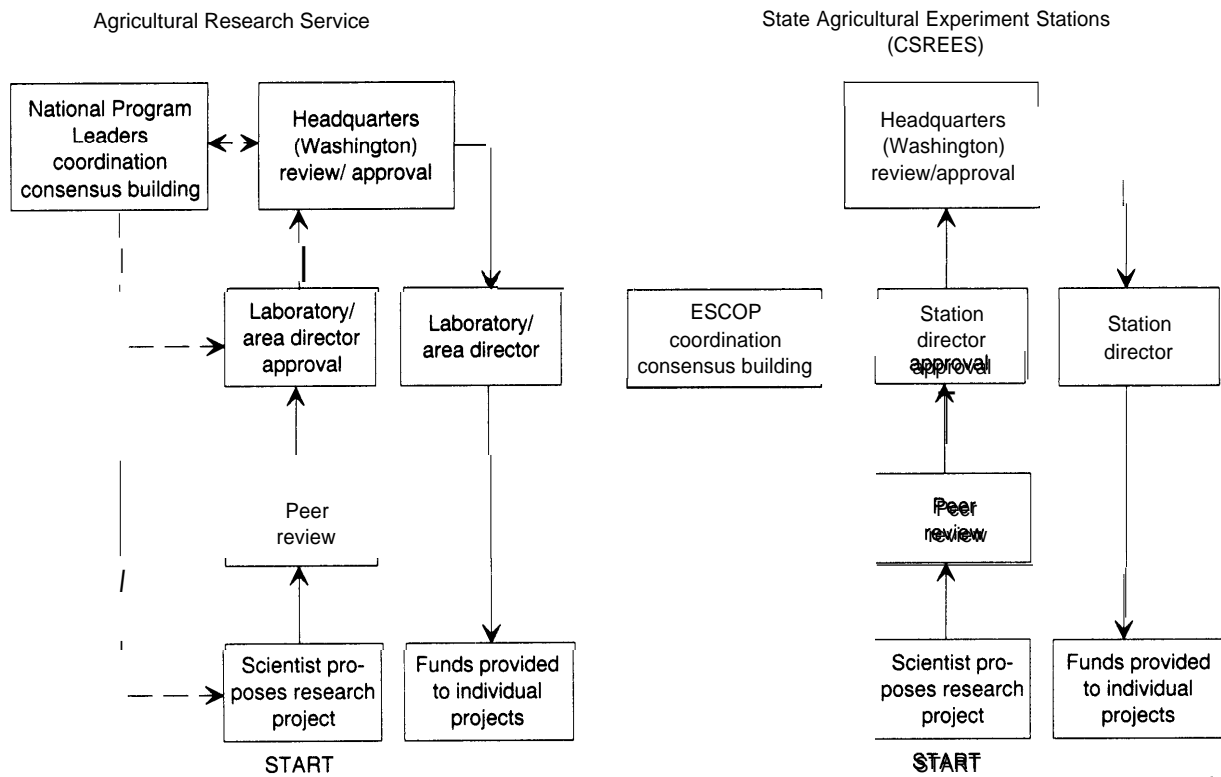 Agricultural Research Service
National Program
Leaders
coordination
consensus building
Headquarters
(Washington)
review/ approval
Laboratory/
area director
approval
Laboratory/
area director
Peer
review
Scientist pro-
poses research
project
Funds provided
to individual
projects
START
State Agricultural Experiment Stations
(CSREES)
Headquarters
(Washington)
review/approval
ESCOP
coordination
consensus building
Station
director
approval
Station
director
Peer
review
Scientist pro-
poses research
project
Funds provided
to individual
projects
START